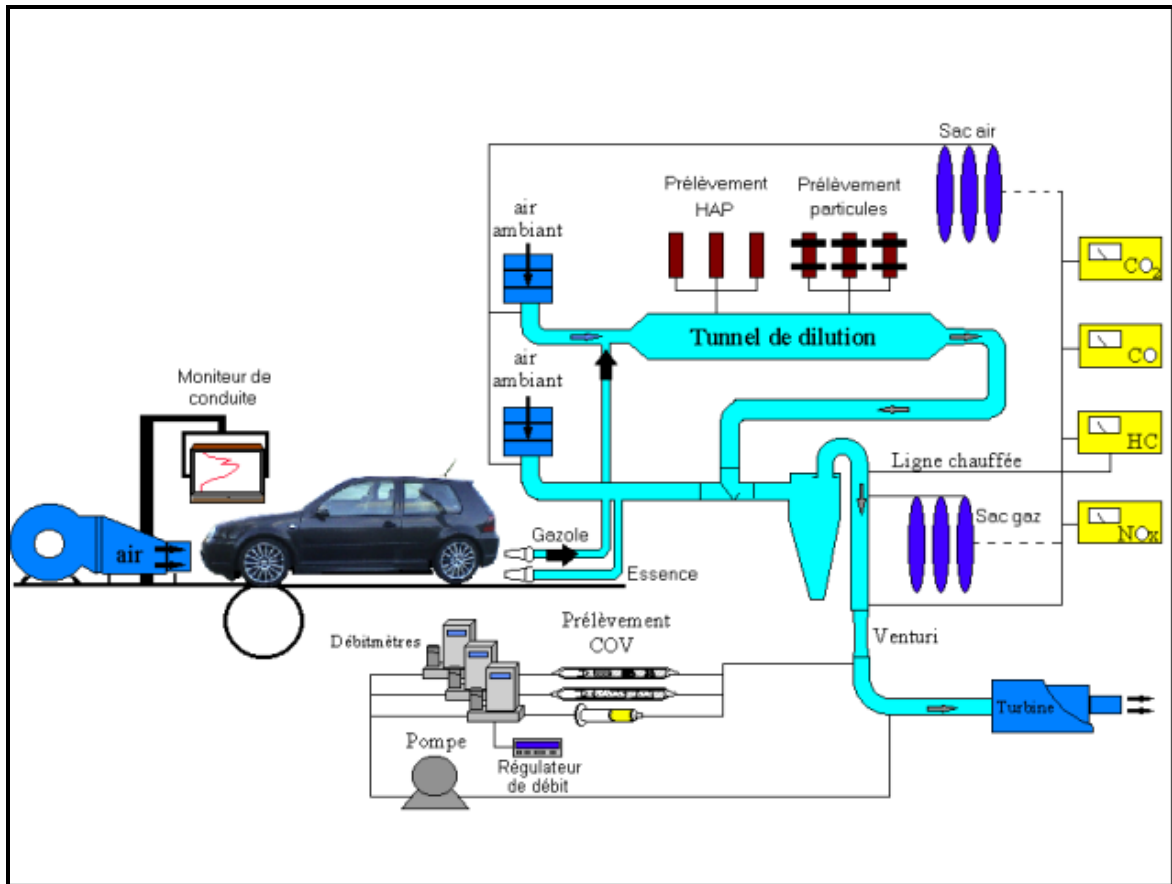 Sac air
Prélèvement
HAP
Prélèvement
particules
air
ambiant
CO2
Tunnel de dilution
CO
air
ambiant
Moniteur de
conduite
HC
Ligne chauffée
Sac gaz
NOx
Gazole
air
Essence
Prélèvement
COV
Débitmètres
Venturi
Turbine
Pompe
Régulateur
de débit